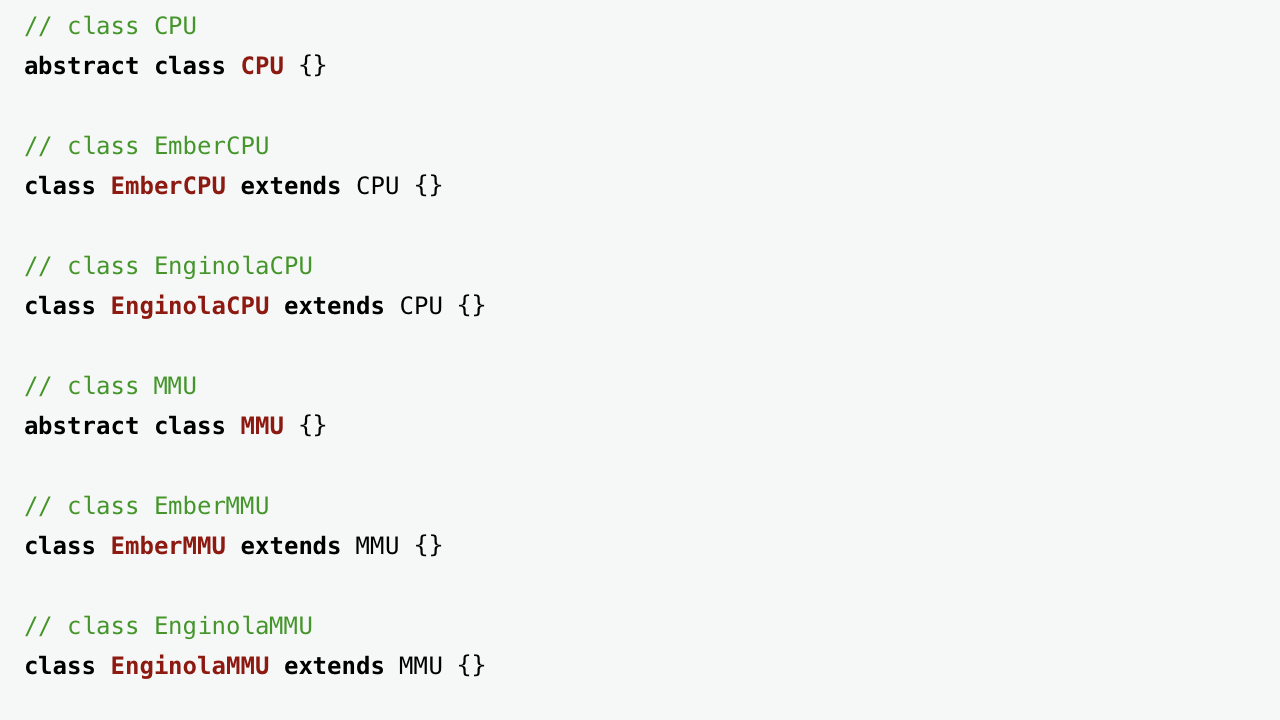 // class CPU
abstract class CPU {}
// class EmberCPU
class EmberCPU extends CPU {}
// class EnginolaCPU
class EnginolaCPU extends CPU {}
// class MMU
abstract class MMU {}
// class EmberMMU
class EmberMMU extends MMU {}
// class EnginolaMMU
class EnginolaMMU extends MMU {}